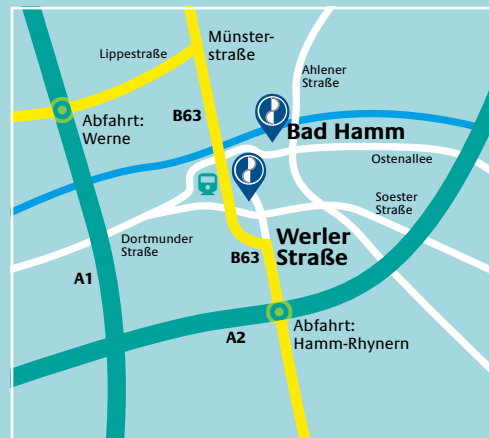 Münster-
straße
Lippestraße
Ahlener
Straße
B63
Abfahrt:
Werne
Bad Hamm
Ostenallee
Soester
Straße
Dortmunder
Straße
Werler
Straße
B63
A1
Abfahrt:
Hamm-Rhynern
A2